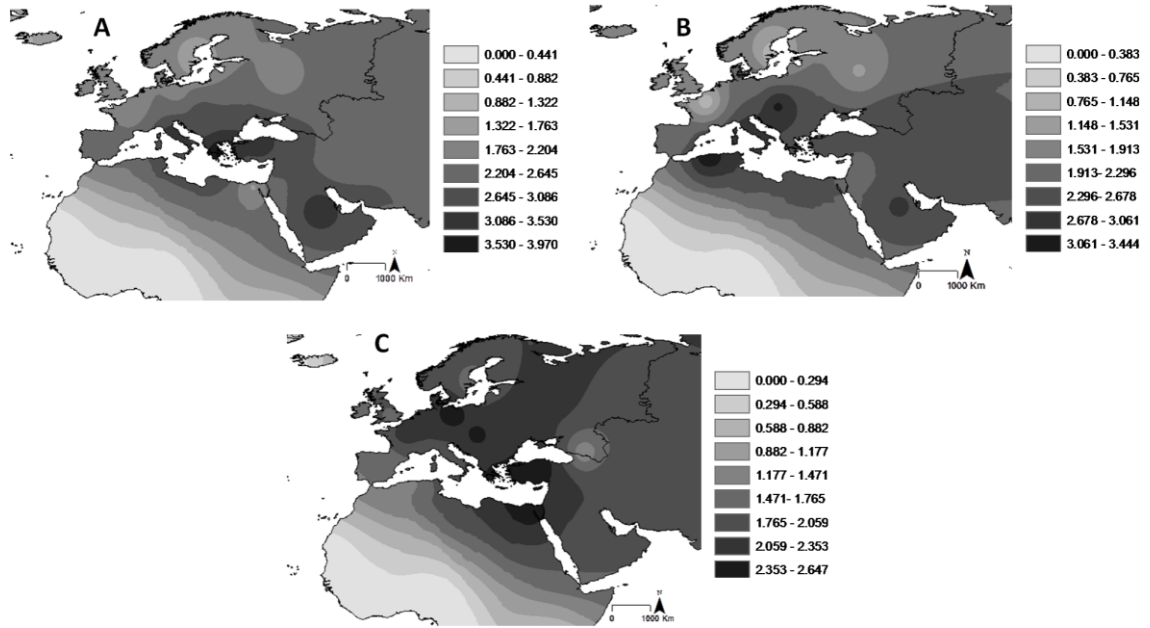 A
0.000 - 0.441
0.441 - 0.882
0.882 - 1.322
1.322 - 1.763
1.763 - 2.204
2.204 - 2.645
2.645 - 3.086
3.086 - 3.530
3.530 - 3.970
N
0 1000 Km
B
0.000 - 0.383
0.383 - 0.765
0.765 - 1.148
1.148 - 1.531
1.531 - 1.913
1.913- 2.296
2.296 - 2.678
2.678 - 3.061
3.061 - 3.444
N
0 1000 Km
C
0.000 - 0.294
0.294 - 0.588
0.588 - 0.882
0.882 - 1.177
1.177 - 1.471
1.471- 1.765
1.765 - 2.059
2.059 - 2.353
2.353 - 2.647
N
0 1000 Km